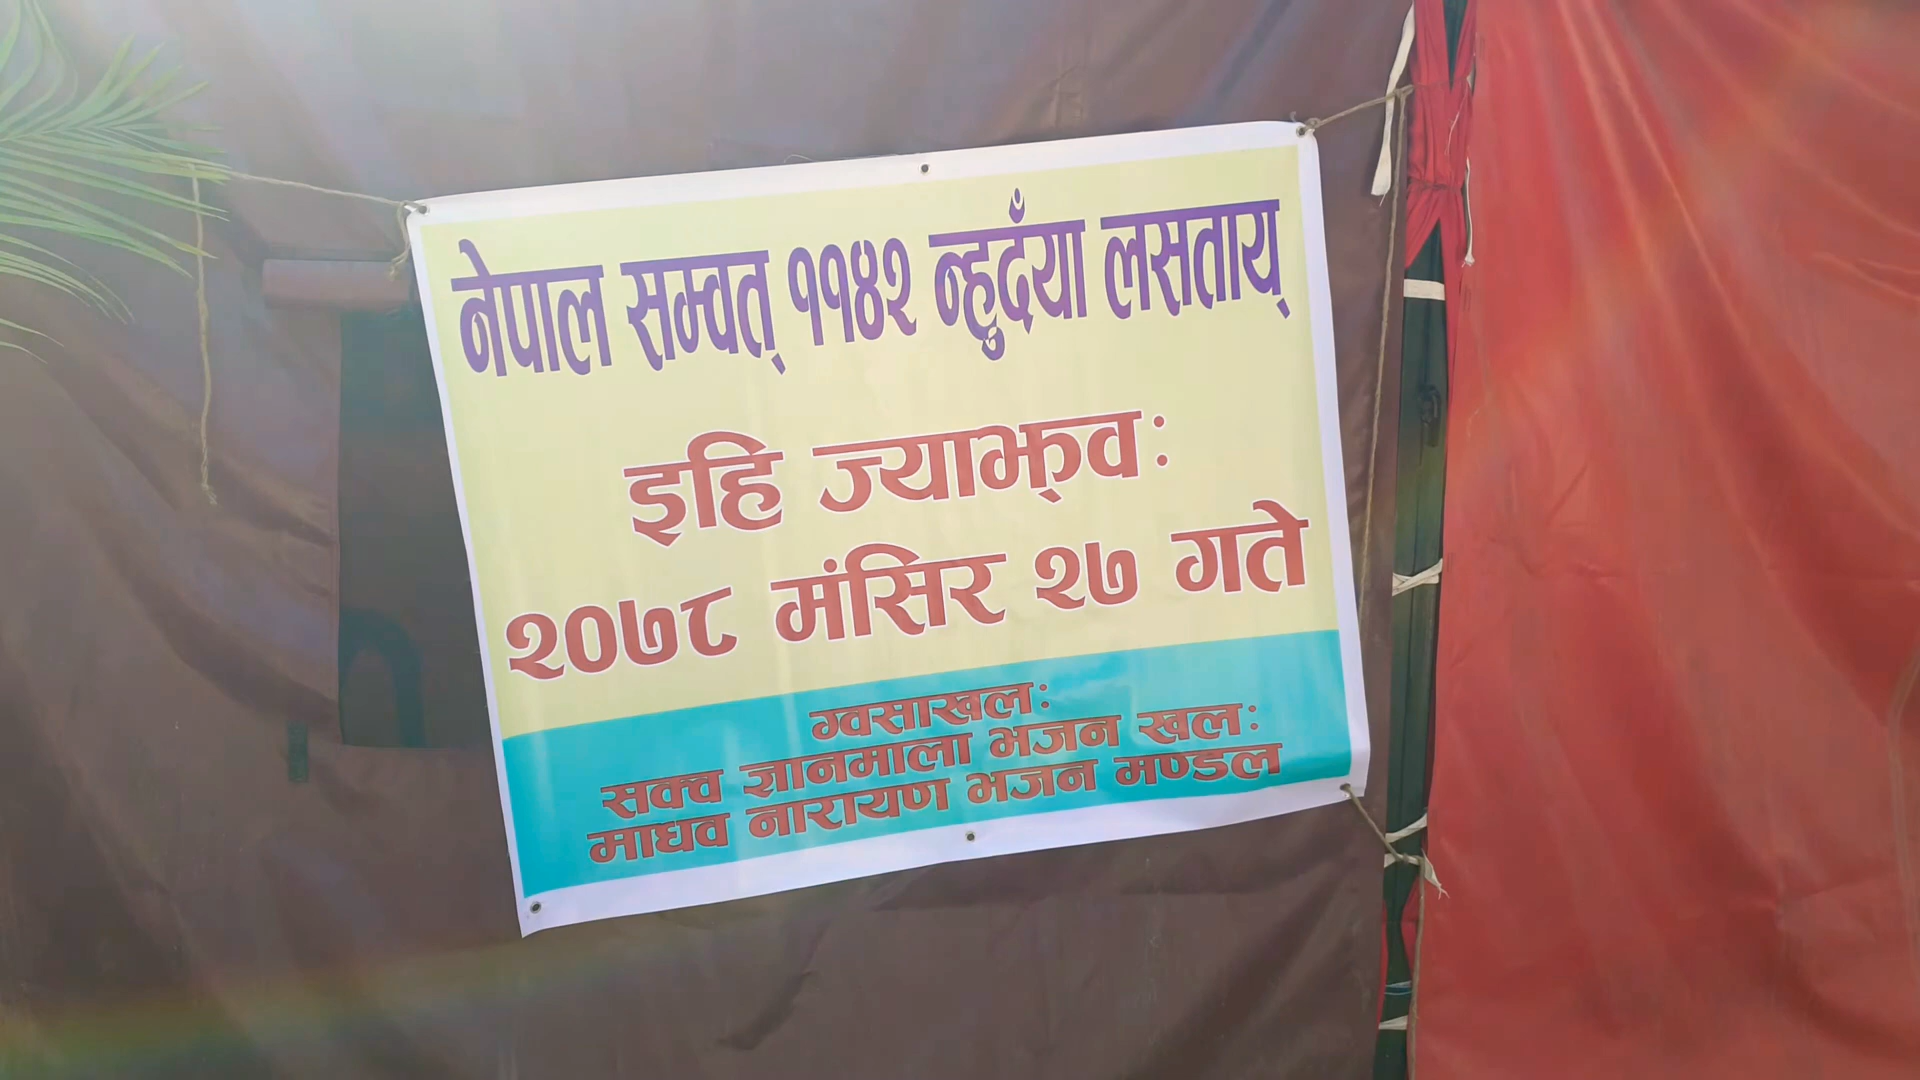 नेपाल सम्वत् ११४२ न्हुदँया लसताय्
इहि ज्याझ्वः
२०७८ मंसिर २७ गते
ग्वसाखलः
सक्व ज्ञानमाला भजन खलः
माधव नारायण भजन मण्डल